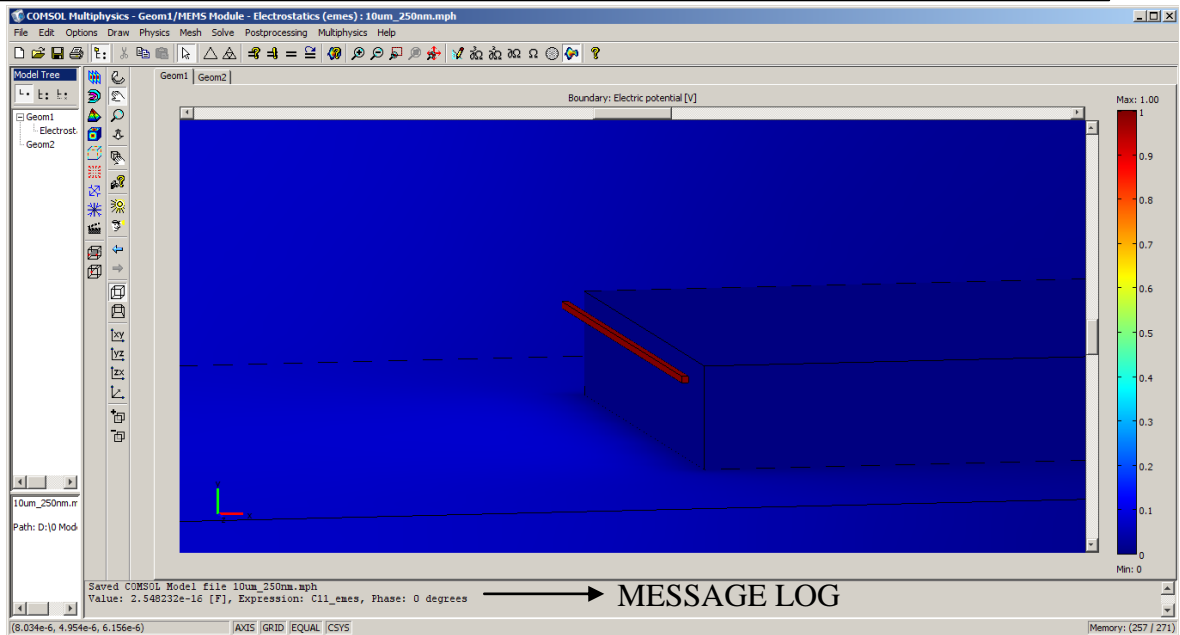 COMSOL Multiphysics - Geom1/MEMS Module - Electrostatics (emes) : 10um_250nm.mph
File Edit Options Draw Physics Mesh Solve Postprocessing Multiphysics Help
Model Tree
Geom1
Electrost
Geom2
Geom1 Geom2
Boundary: Electric potential [V]
Max: 1.00
1
0.9
0.8
0.7
0.6
0.5
0.4
0.3
0.2
0.1
0
Min: 0
xy
yz
zx
10um_250nm.m
Path: D:\0 Mod
Saved COMSOL Model file 10um_250nm.mph
Value: 2.548232e-16 [F], Expression: C11_emes, Phase: 0 degrees
MESSAGE LOG
(8.034e-6, 4.954e-6, 6.156e-6) AXIS GRID EQUAL CSYS Memory: (257 / 271)